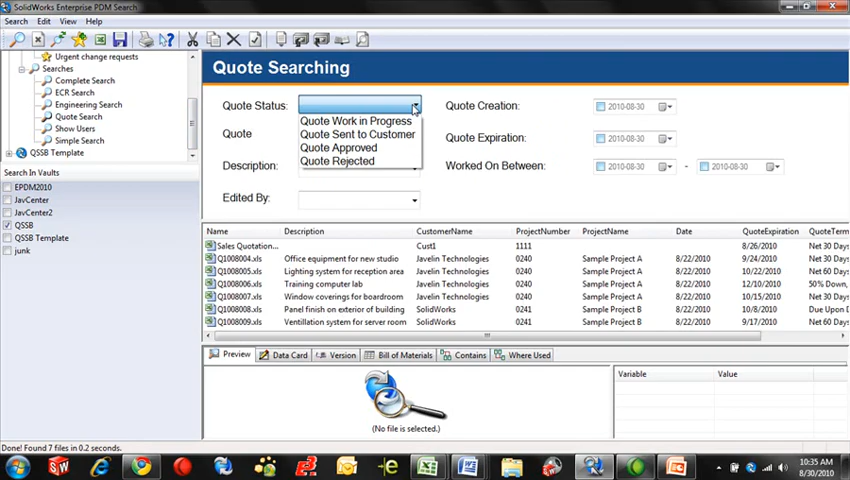 SolidWorks Enterprise PDM Search
Search Edit View Help
Urgent change requests
Searches
Complete Search
ECR Search
Engineering Search
Quote Search
Show Users
Simple Search
QSSB Template
Search In Vaults
EPDM2010
JavCenter
JavCenter2
QSSB
QSSB Template
junk
Quote Searching
Quote Status: Quote Creation: 2010-08-30
Quote Work in Progress
Quote Sent to Customer
Quote Approved
Quote Rejected
Quote Quote Expiration: 2010-08-30
Description: Worked On Between: 2010-08-30 - 2010-08-30
Edited By:
Name Description CustomerName ProjectNumber ProjectName Date QuoteExpiration QuoteTerm
Sales Quotation... Cust1 1111 8/26/2010 Net 30 Days
Q1008004.xls Office equipment for new studio Javelin Technologies 0240 Sample Project A 8/22/2010 9/24/2010 Net 30 Days
Q1008005.xls Lighting system for reception area Javelin Technologies 0240 Sample Project A 8/22/2010 10/22/2010 Net 60 Days
Q1008006.xls Training computer lab Javelin Technologies 0240 Sample Project A 8/22/2010 12/10/2010 50% Down,
Q1008007.xls Window coverings for boardroom Javelin Technologies 0240 Sample Project A 8/22/2010 10/15/2010 Net 30 Days
Q1008008.xls Panel finish on exterior of building SolidWorks 0241 Sample Project B 8/22/2010 10/8/2010 Due Upon D
Q1008009.xls Ventillation system for server room SolidWorks 0241 Sample Project B 8/22/2010 9/17/2010 Net 60 Days
Preview Data Card Version Bill of Materials Contains Where Used
(No file is selected.)
Variable Value
Done! Found 7 files in 0.2 seconds.
10:35 AM
8/30/2010